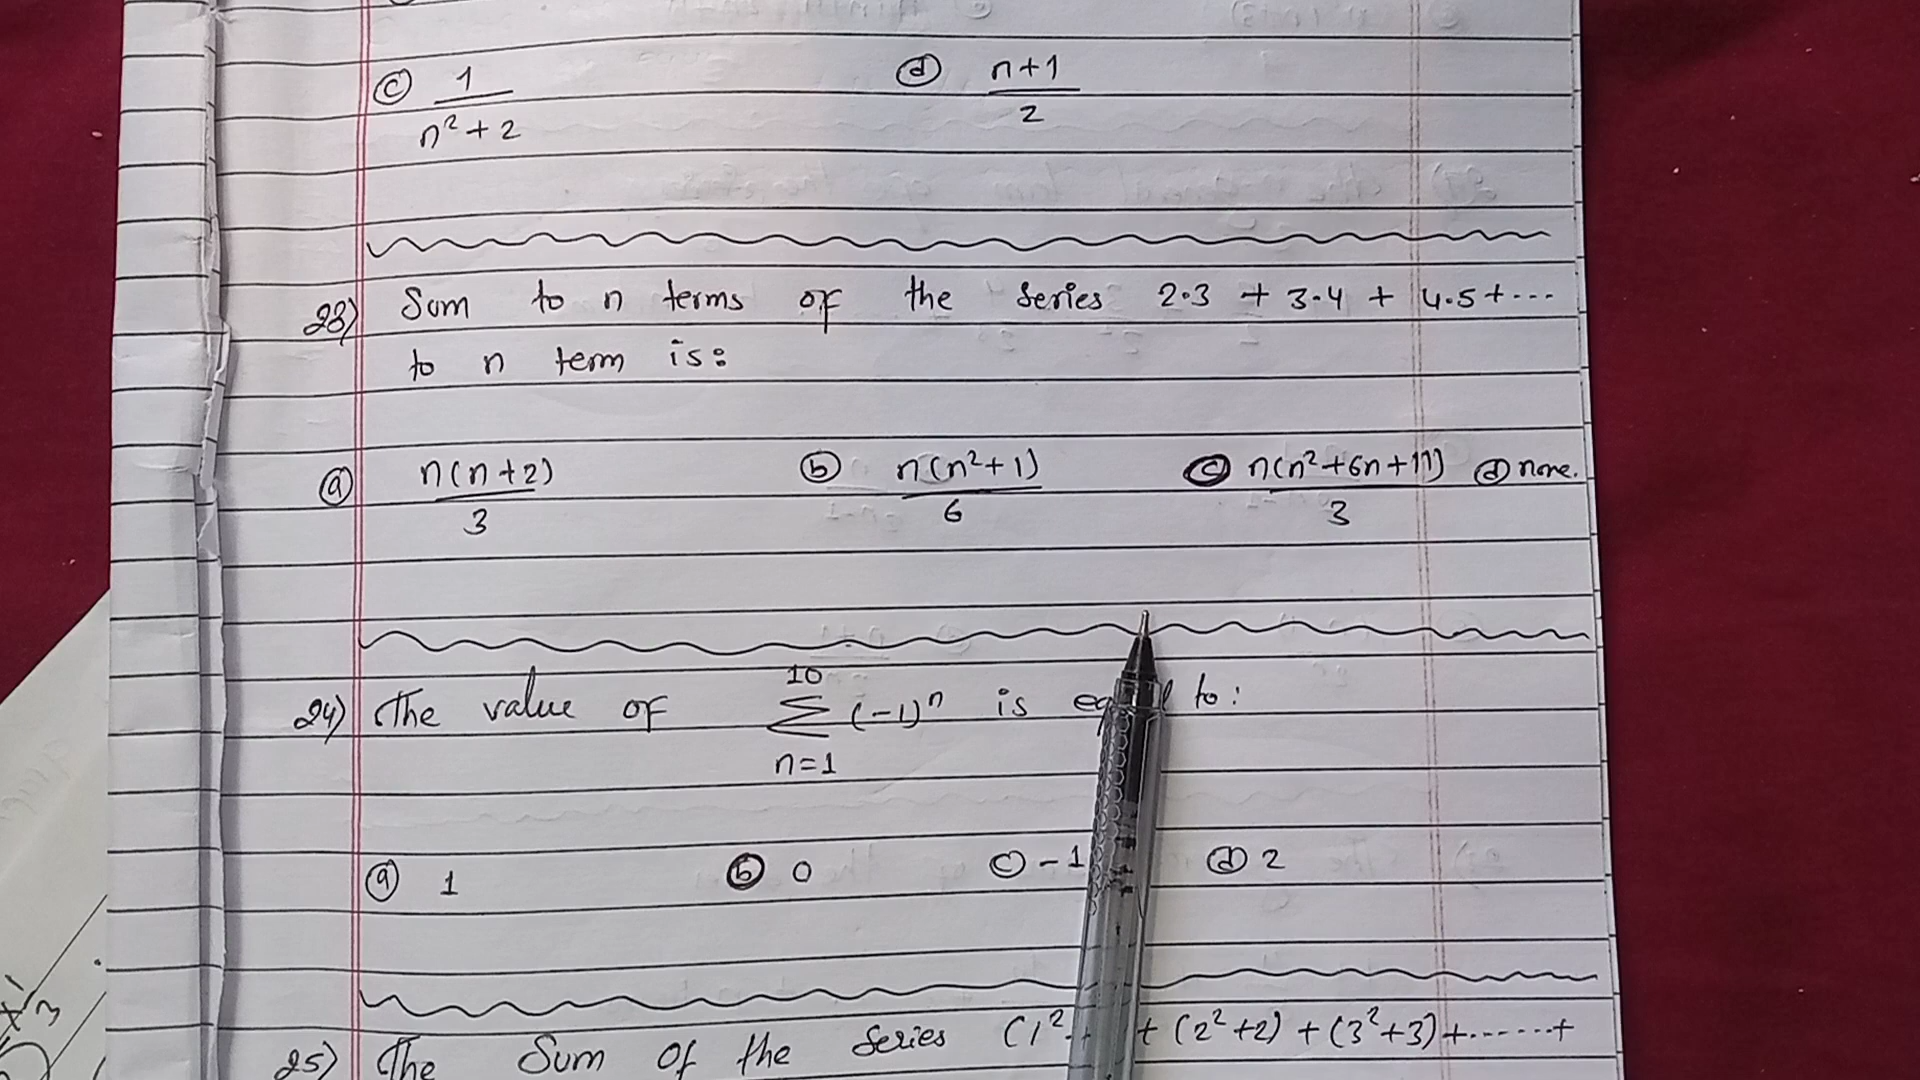 ⓒ 1/(n²+2) ⓓ (n+1)/2
23) Sum to n terms of the series 2·3 + 3·4 + 4·5 + ...
to n term is:
ⓐ n(n+2)/3 ⓑ n(n²+1)/6 ⓒ n(n²+6n+11)/3 ⓓ none.
24) The value of 10 Σ n=1 (-1)ⁿ is to:
ⓐ 1 ⓑ 0 ⓒ -1 ⓓ 2
25) The Sum of the Series (1² + (2²+2) + (3²+3) + ...... +